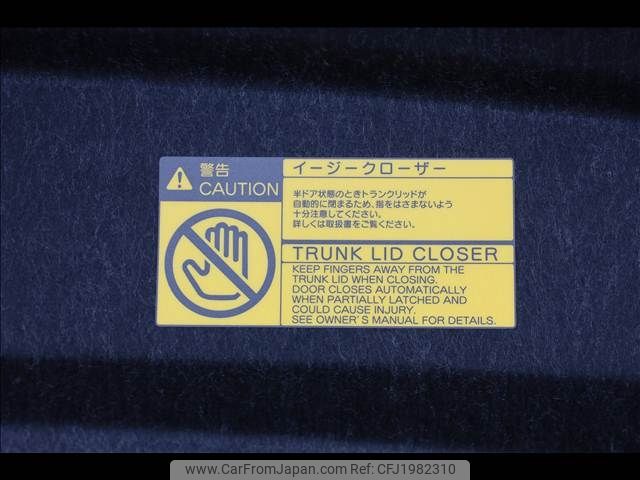 警告
CAUTION
イージークローザー
半ドア状態のときトランクリッドが
自動的に閉まるため、指をはさまないよう
十分注意してください。
詳しくは取扱書をご覧ください。
TRUNK LID CLOSER
KEEP FINGERS AWAY FROM THE
TRUNK LID WHEN CLOSING.
DOOR CLOSES AUTOMATICALLY
WHEN PARTIALLY LATCHED AND
COULD CAUSE INJURY.
SEE OWNER'S MANUAL FOR DETAILS.
www.CarFromJapan.com - CFJ1982310